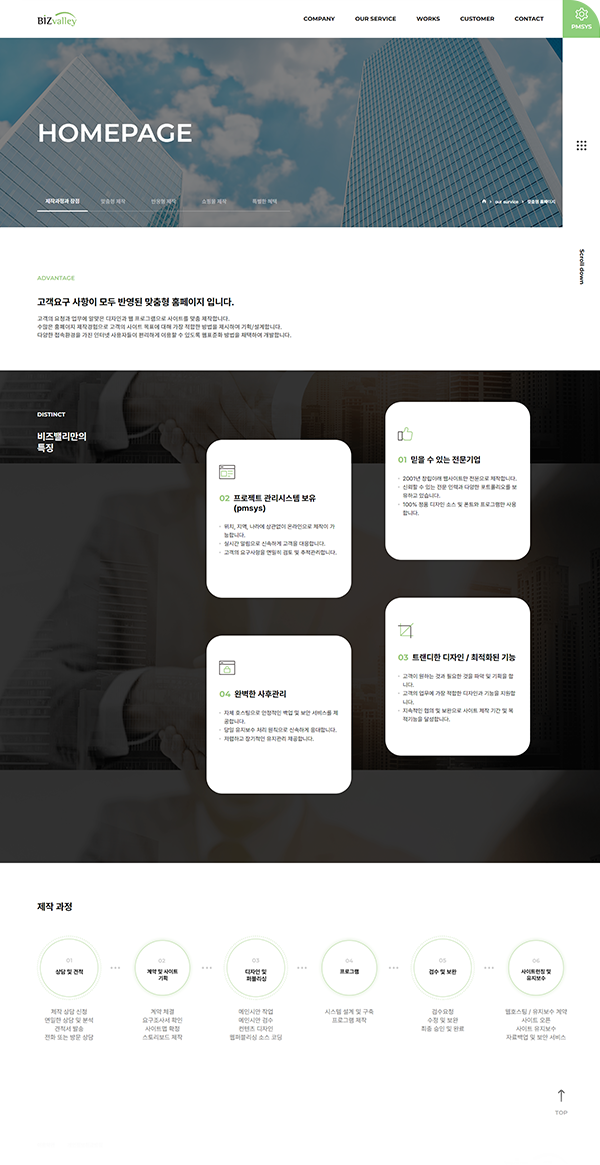 BIZvalley
COMPANY OUR SERVICE WORKS CUSTOMER CONTACT
PMSYS
HOMEPAGE
제작과정과 장점 맞춤형 제작 반응형 제작 쇼핑몰 제작 특별한 혜택
our service > 맞춤형 홈페이지
Scroll down
ADVANTAGE
고객요구 사항이 모두 반영된 맞춤형 홈페이지 입니다.
고객의 요청과 업무에 알맞은 디자인과 웹 프로그램으로 사이트를 맞춤 제작합니다.
수많은 홈페이지 제작경험으로 고객의 사이트 목표에 대해 가장 적합한 방법을 제시하여 기획/설계합니다.
다양한 접속환경을 가진 인터넷 사용자들이 편리하게 이용할 수 있도록 웹표준화 방법을 채택하여 개발합니다.
DISTINCT
비즈밸리만의
특징
01 믿을 수 있는 전문기업
· 2001년 창립이래 웹사이트만 전문으로 제작합니다.
· 신뢰할 수 있는 전문 인력과 다양한 포트폴리오를 보
유하고 있습니다.
· 100% 정품 디자인 소스 및 폰트와 프로그램만 사용
합니다.
02 프로젝트 관리시스템 보유
(pmsys)
· 위치, 지역, 나라에 상관없이 온라인으로 제작이 가
능합니다.
· 실시간 알림으로 신속하게 고객을 대응합니다.
· 고객의 요구사항을 면밀히 검토 및 추적관리합니다.
03 트랜디한 디자인 / 최적화된 기능
· 고객이 원하는 것과 필요한 것을 파악 및 기획을 합
니다.
· 고객의 업무에 가장 적합한 디자인과 기능을 지원합
니다.
· 지속적인 협의 및 보완으로 사이트 제작 기간 및 목
적기능을 달성합니다.
04 완벽한 사후관리
· 자체 호스팅으로 안정적인 백업 및 보안 서비스를 제
공합니다.
· 당일 유지보수 처리 원칙으로 신속하게 응대합니다.
· 저렴하고 장기적인 유지관리 제공합니다.
제작 과정
01
상담 및 견적
제작 상담 신청
면밀한 상담 및 분석
견적서 발송
전화 또는 방문 상담
02
계약 및 사이트
기획
계약 체결
요구조사서 확인
사이트맵 확정
스토리보드 제작
03
디자인 및
퍼블리싱
메인시안 작업
메인시안 검수
컨텐츠 디자인
웹퍼블리싱 소스 코딩
04
프로그램
시스템 설계 및 구축
프로그램 제작
05
검수 및 보완
검수요청
수정 및 보완
최종 승인 및 완료
06
사이트런칭 및
유지보수
웹호스팅 / 유지보수 계약
사이트 오픈
사이트 유지보수
자료백업 및 보안 서비스
TOP